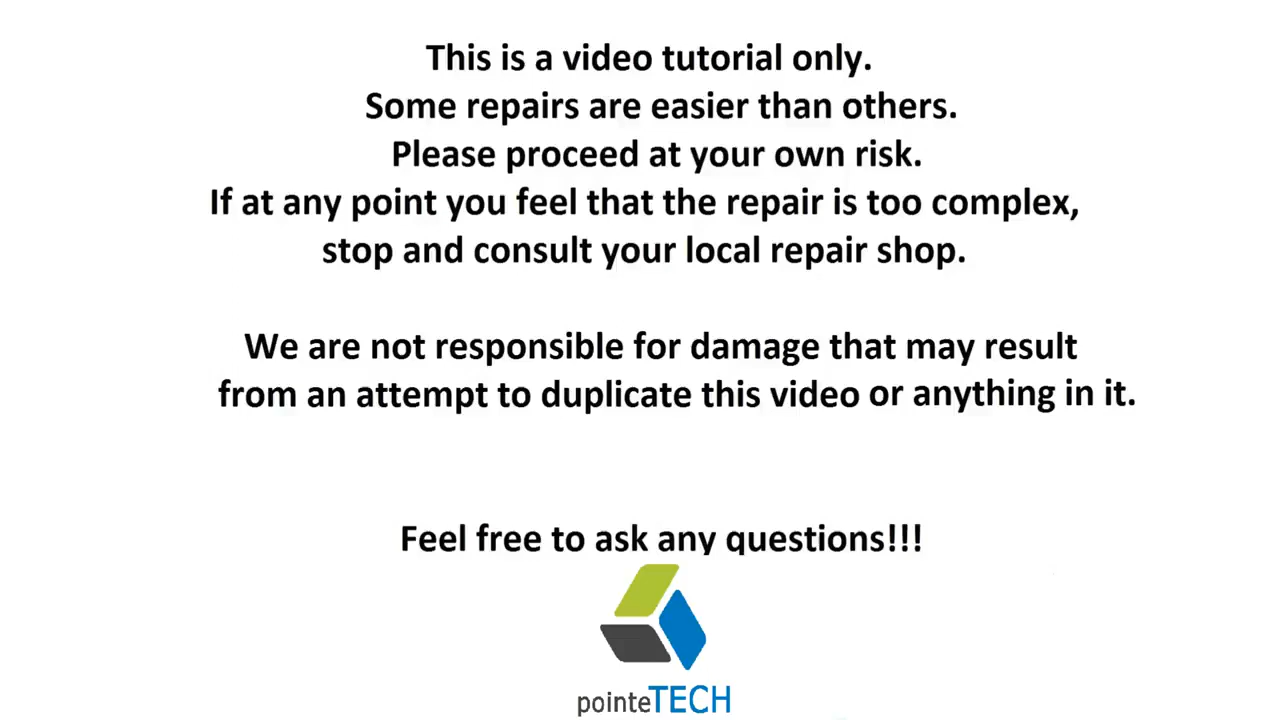 This is a video tutorial only.
Some repairs are easier than others.
Please proceed at your own risk.
If at any point you feel that the repair is too complex,
stop and consult your local repair shop.
We are not responsible for damage that may result
from an attempt to duplicate this video or anything in it.
Feel free to ask any questions!!!
pointeTECH